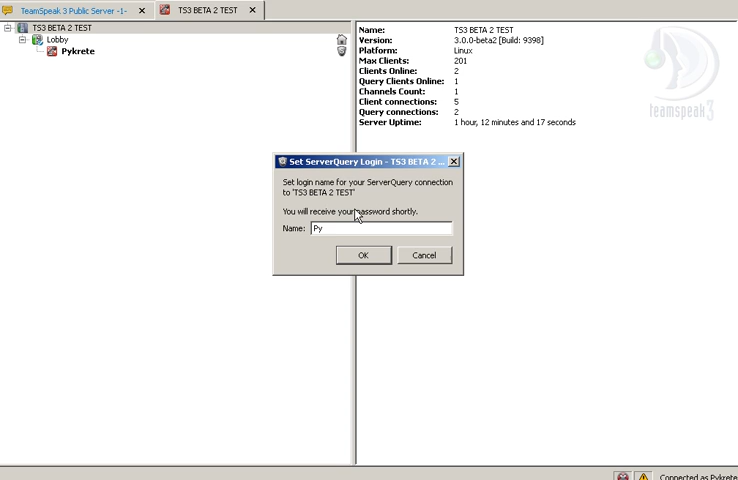 TeamSpeak 3 Public Server -1-
TS3 BETA 2 TEST
TS3 BETA 2 TEST
Lobby
Pykrete
Name: TS3 BETA 2 TEST
Version: 3.0.0-beta2 [Build: 9398]
Platform: Linux
Max Clients: 201
Clients Online: 2
Query Clients Online: 1
Channels Count: 1
Client connections: 5
Query connections: 2
Server Uptime: 1 hour, 12 minutes and 17 seconds
teamspeak3
Set ServerQuery Login - TS3 BETA 2 ...
Set login name for your ServerQuery connection
to 'TS3 BETA 2 TEST'
You will receive your password shortly.
Name: Py
OK
Cancel
Connected as Pykrete